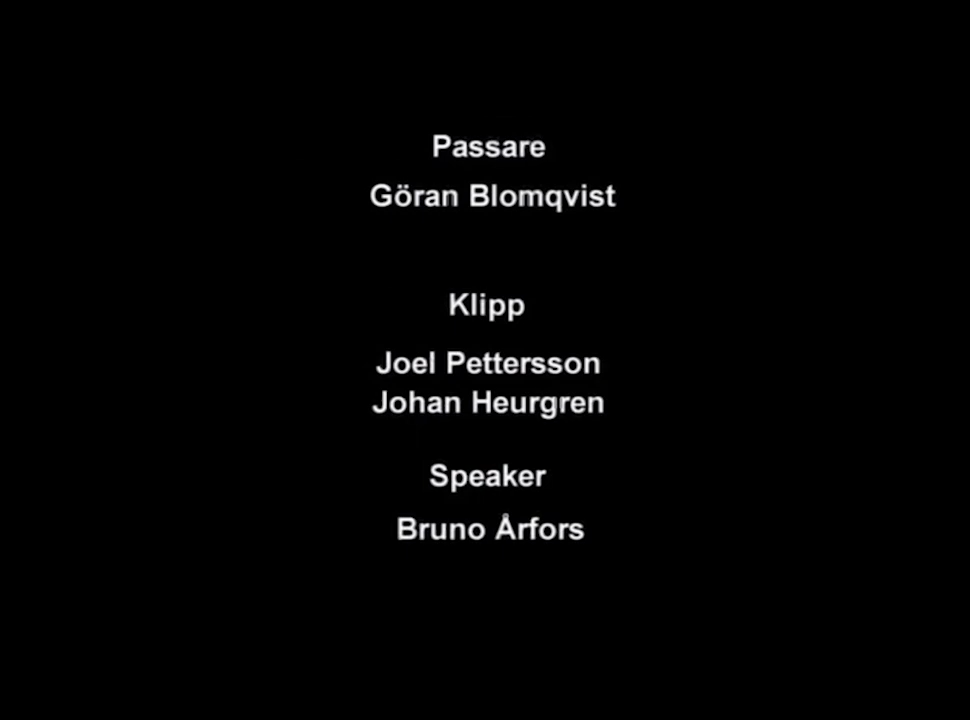 Passare
Göran Blomqvist
Klipp
Joel Pettersson
Johan Heurgren
Speaker
Bruno Årfors